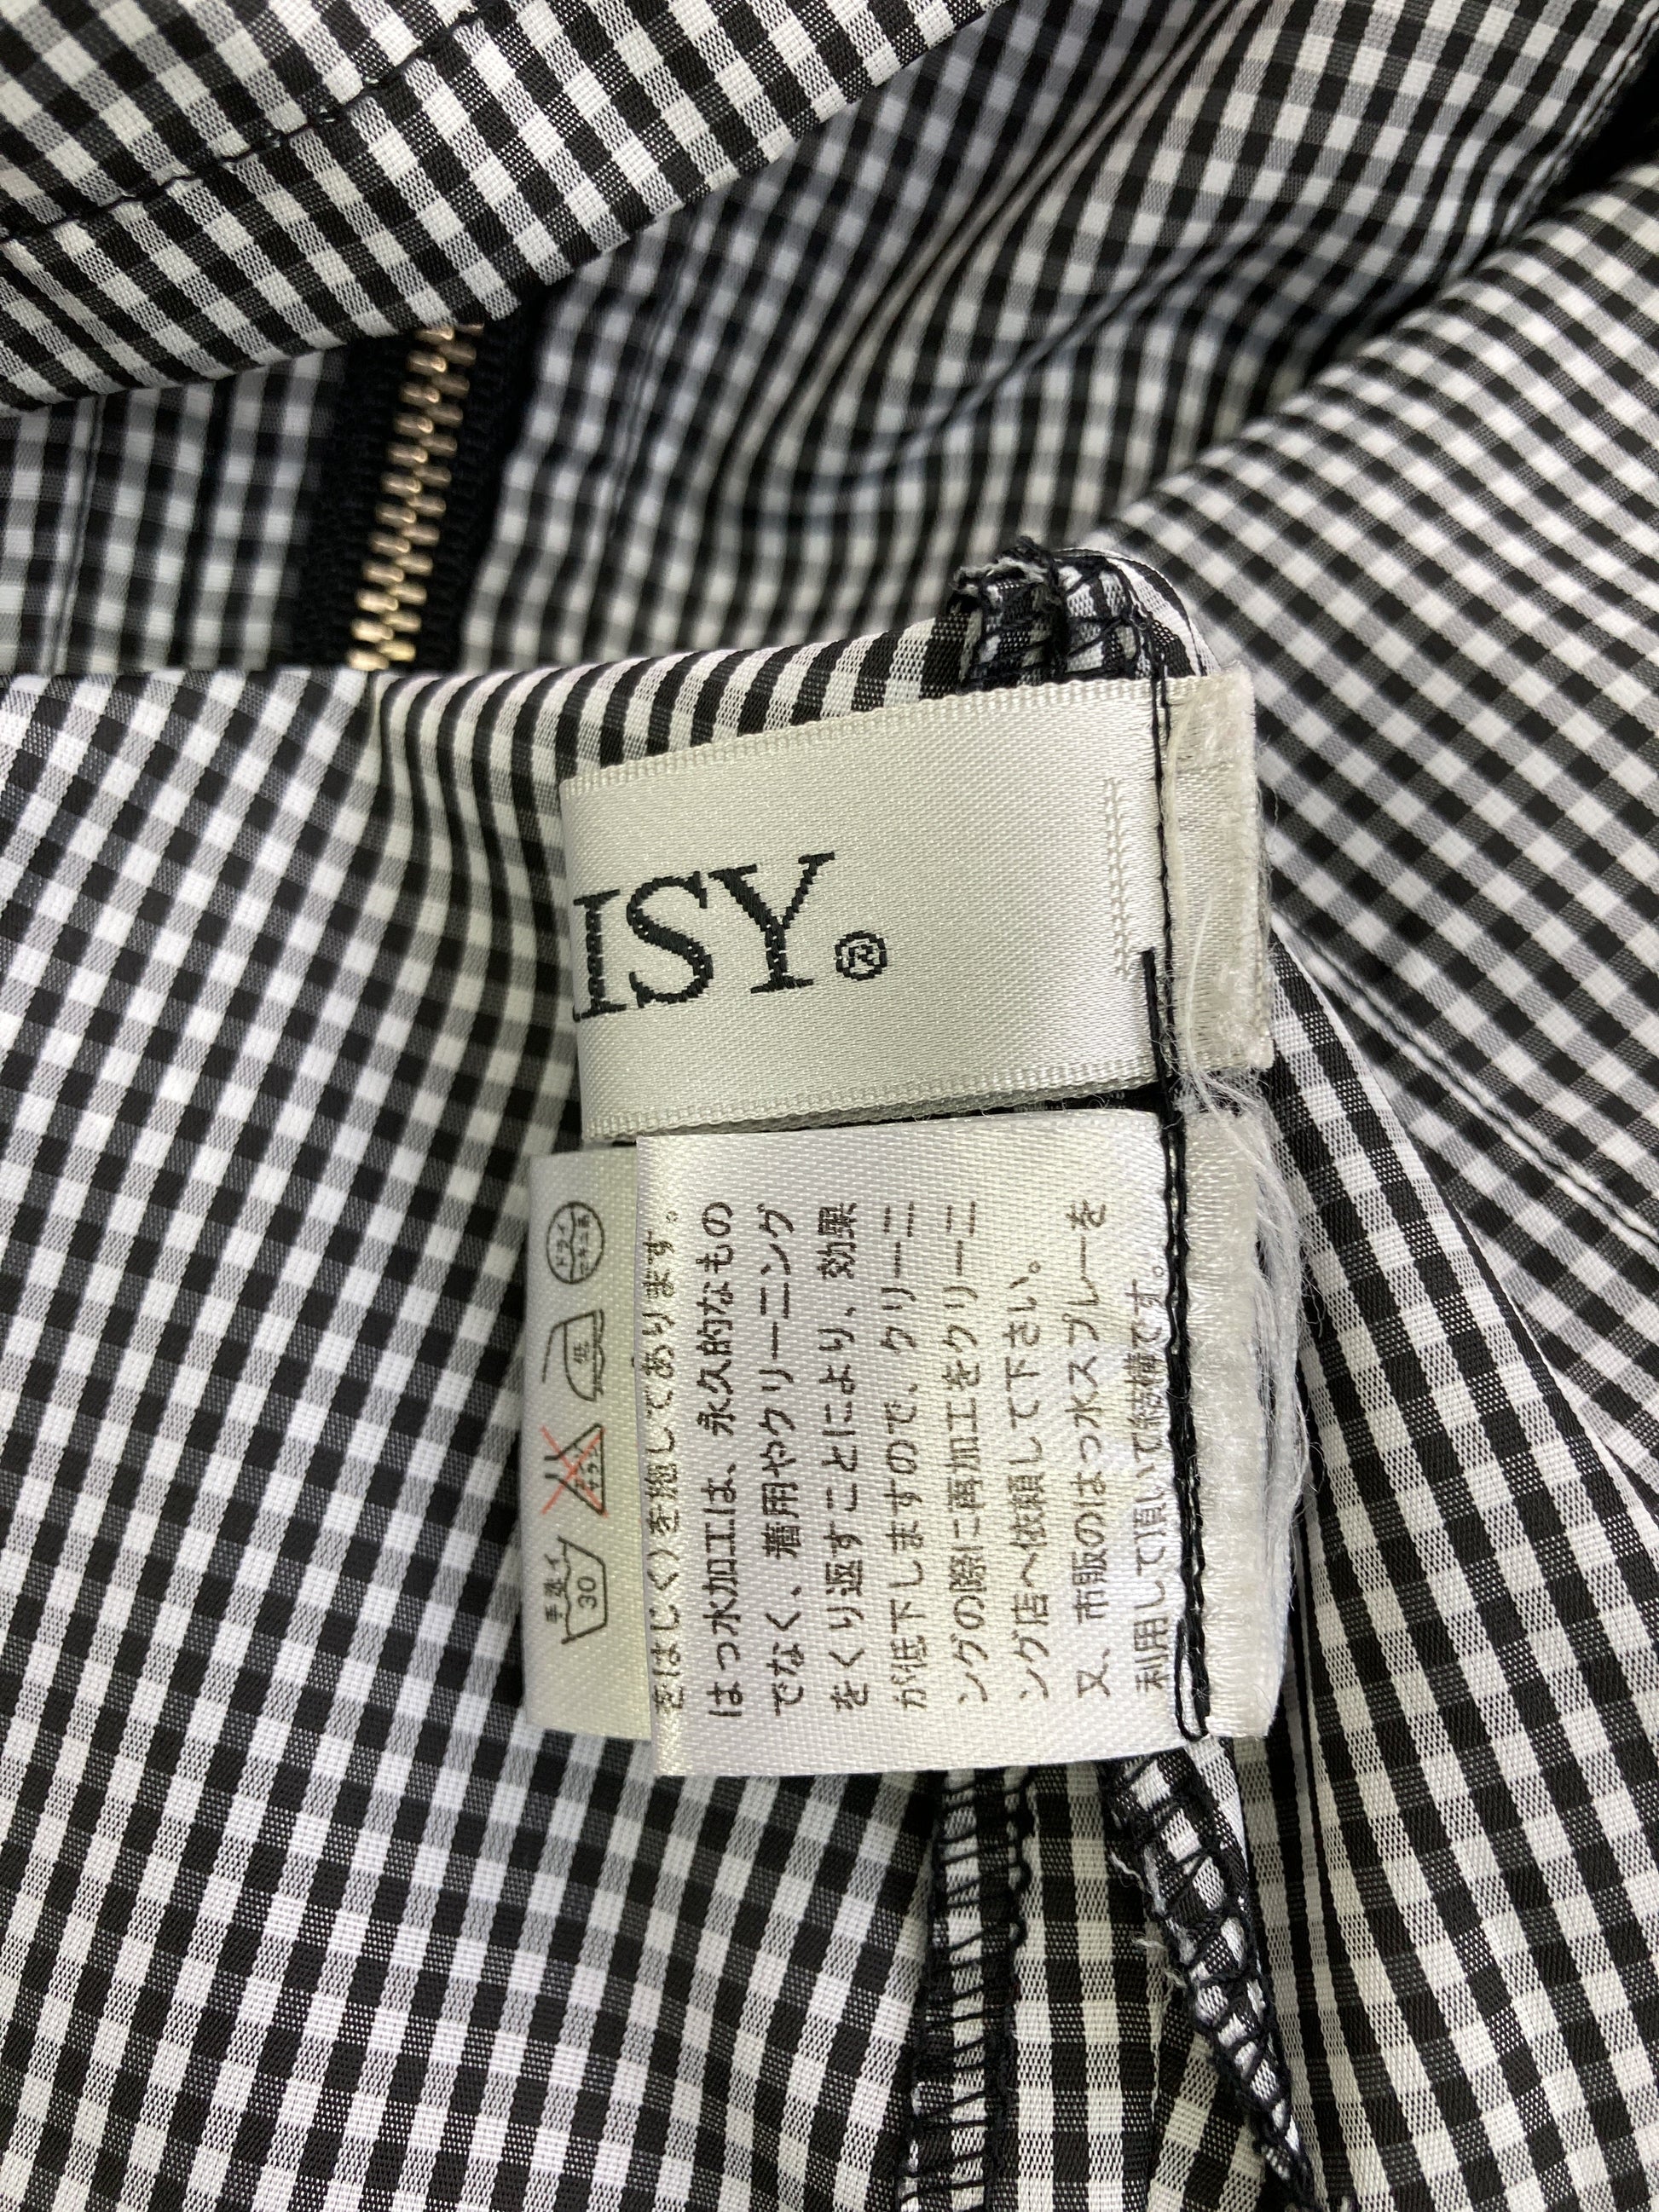 ISY®
をはじく）を施してあります。
はっ水加工は、永久的なもの
でなく、着用やクリーニング
をくり返すことにより、効果
が低下しますので、クリーニ
ングの際に再加工をクリーニ
ング店へ依頼して下さい。
又、市販のはっ水スプレーを
利用して頂いて結構です。
手洗イ
30
低
ドライ